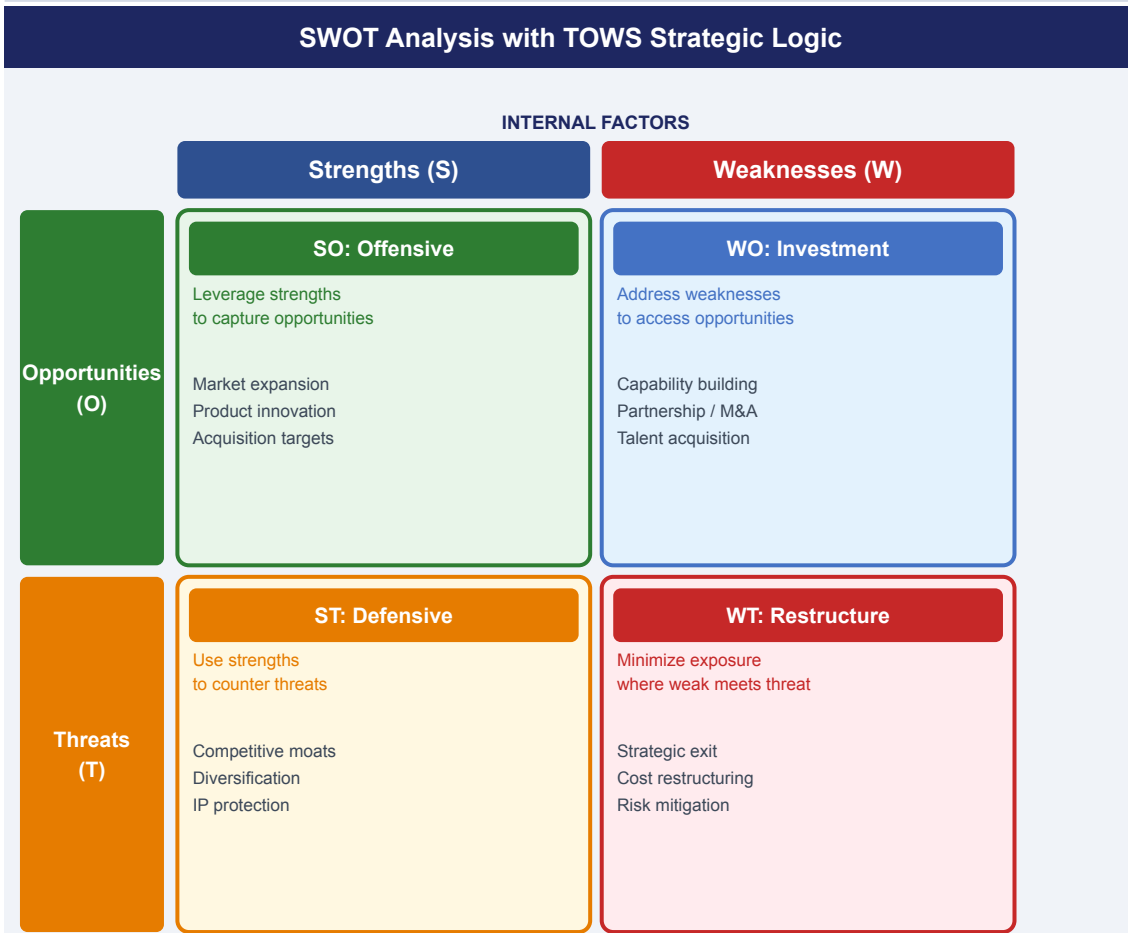 SWOT Analysis with TOWS Strategic Logic
INTERNAL FACTORS
Strengths (S)
Weaknesses (W)
Opportunities
(O)
SO: Offensive
Leverage strengths
to capture opportunities
Market expansion
Product innovation
Acquisition targets
WO: Investment
Address weaknesses
to access opportunities
Capability building
Partnership / M&A
Talent acquisition
Threats
(T)
ST: Defensive
Use strengths
to counter threats
Competitive moats
Diversification
IP protection
WT: Restructure
Minimize exposure
where weak meets threat
Strategic exit
Cost restructuring
Risk mitigation